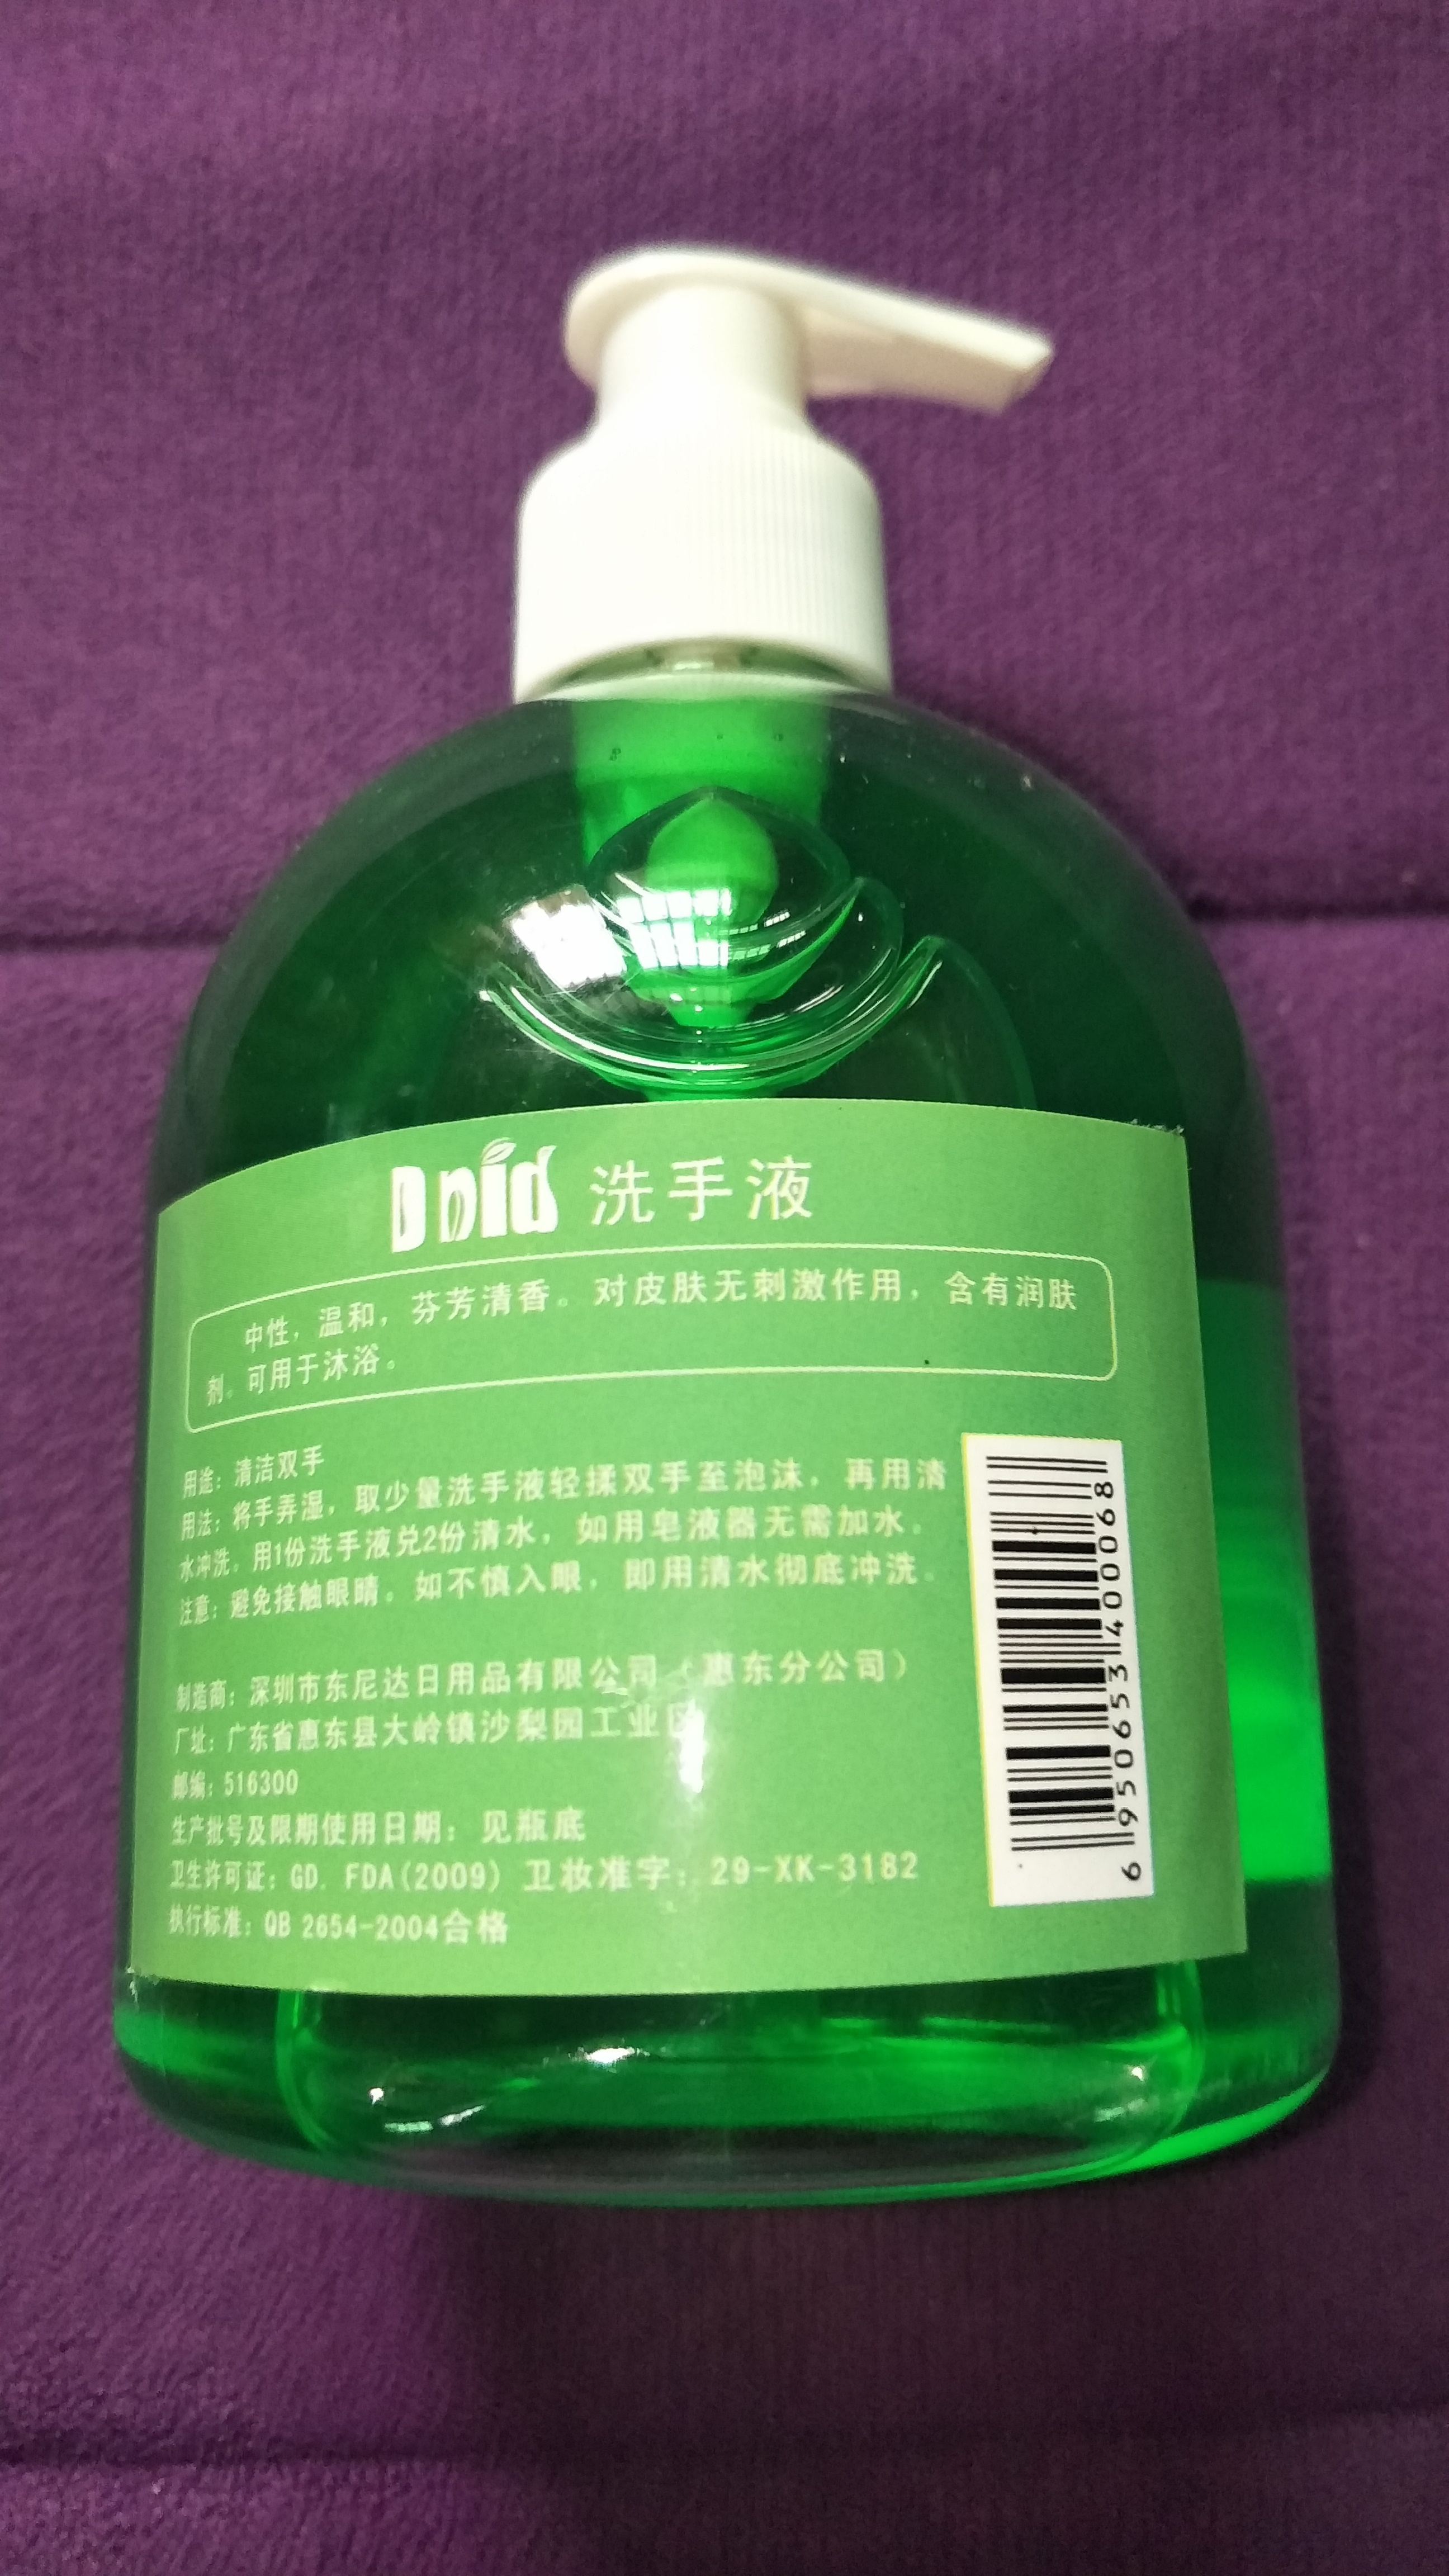 Dnid 洗手液
中性，温和，芬芳清香。对皮肤无刺激作用，含有润肤
剂。可用于沐浴。
用途：清洁双手
用法：将手弄湿，取少量洗手液轻揉双手至泡沫，再用清
水冲洗。用1份洗手液兑2份清水，如用皂液器无需加水。
注意：避免接触眼睛。如不慎入眼，即用清水彻底冲洗。
制造商：深圳市东尼达日用品有限公司（惠东分公司）
厂址：广东省惠东县大岭镇沙梨园工业区
邮编：516300
生产批号及限期使用日期：见瓶底
卫生许可证：GD. FDA(2009) 卫妆准字：29-XK-3182
执行标准：QB 2654-2004合格
6950653400068